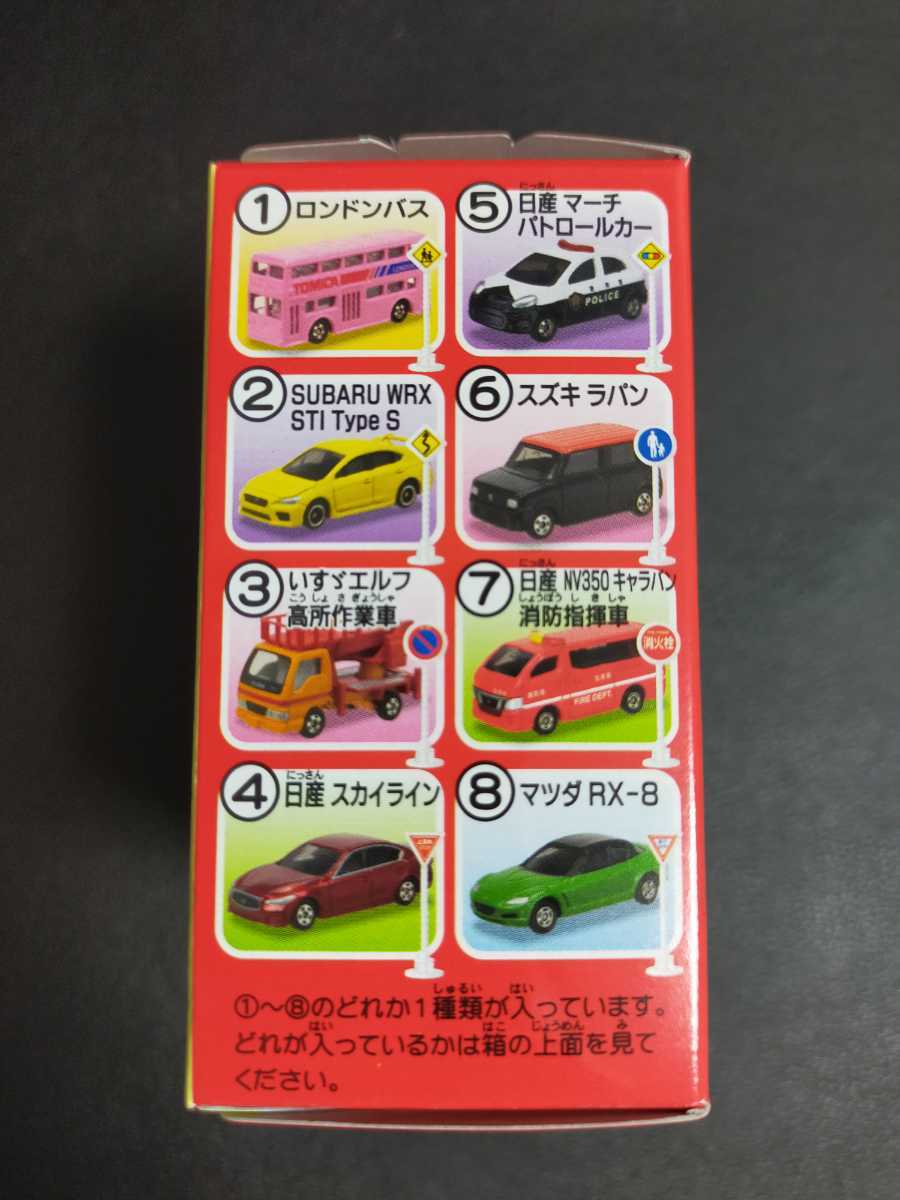 ① ロンドンバス
TOMICA
LONDON
② SUBARU WRX
STI Type S
③ いすゞエルフ
こうしょさぎょうしゃ
高所作業車
④ にっさん
日産 スカイライン
⑤ にっさん
日産 マーチ
パトロールカー
POLICE
⑥ スズキ ラパン
⑦ にっさん
日産 NV350 キャラバン
しょうぼうしきしゃ
消防指揮車
消火栓
FIRE DEPT.
⑧ マツダ RX-8
しゅるい はい
①〜⑧のどれか1種類が入っています。
はい はこ じょうめん み
どれが入っているかは箱の上面を見て
ください。